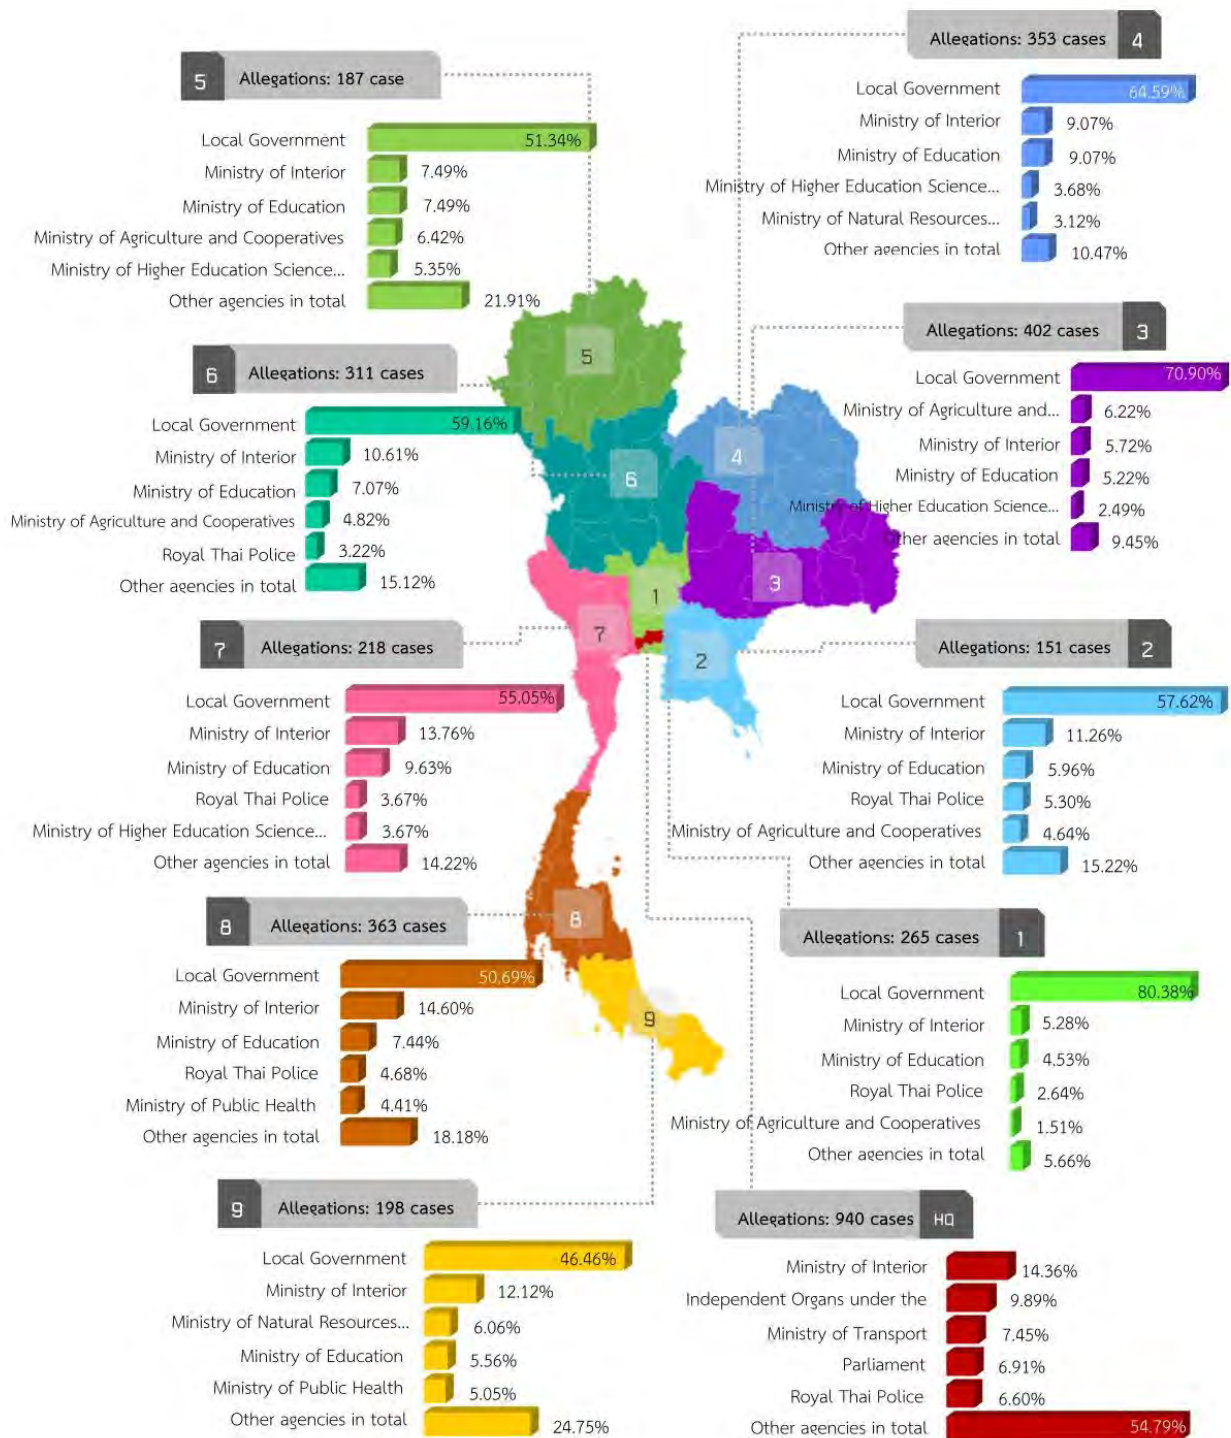 5 Allegations: 187 case
Local Government 51.34%
Ministry of Interior 7.49%
Ministry of Education 7.49%
Ministry of Agriculture and Cooperatives 6.42%
Ministry of Higher Education Science... 5.35%
Other agencies in total 21.91%
Allegations: 353 cases 4
Local Government 64.59%
Ministry of Interior 9.07%
Ministry of Education 9.07%
Ministry of Higher Education Science... 3.68%
Ministry of Natural Resources... 3.12%
Other agencies in total 10.47%
6 Allegations: 311 cases
Local Government 59.16%
Ministry of Interior 10.61%
Ministry of Education 7.07%
Ministry of Agriculture and Cooperatives 4.82%
Royal Thai Police 3.22%
Other agencies in total 15.12%
Allegations: 402 cases 3
Local Government 70.90%
Ministry of Agriculture and... 6.22%
Ministry of Interior 5.72%
Ministry of Education 5.22%
Ministry of Higher Education Science... 2.49%
Other agencies in total 9.45%
5
4
6
3
1
7
2
8
9
7 Allegations: 218 cases
Local Government 55.05%
Ministry of Interior 13.76%
Ministry of Education 9.63%
Royal Thai Police 3.67%
Ministry of Higher Education Science... 3.67%
Other agencies in total 14.22%
Allegations: 151 cases 2
Local Government 57.62%
Ministry of Interior 11.26%
Ministry of Education 5.96%
Royal Thai Police 5.30%
Ministry of Agriculture and Cooperatives 4.64%
Other agencies in total 15.22%
8 Allegations: 363 cases
Local Government 50.69%
Ministry of Interior 14.60%
Ministry of Education 7.44%
Royal Thai Police 4.68%
Ministry of Public Health 4.41%
Other agencies in total 18.18%
Allegations: 265 cases 1
Local Government 80.38%
Ministry of Interior 5.28%
Ministry of Education 4.53%
Royal Thai Police 2.64%
Ministry of Agriculture and Cooperatives 1.51%
Other agencies in total 5.66%
9 Allegations: 198 cases
Local Government 46.46%
Ministry of Interior 12.12%
Ministry of Natural Resources... 6.06%
Ministry of Education 5.56%
Ministry of Public Health 5.05%
Other agencies in total 24.75%
Allegations: 940 cases HQ
Ministry of Interior 14.36%
Independent Organs under the 9.89%
Ministry of Transport 7.45%
Parliament 6.91%
Royal Thai Police 6.60%
Other agencies in total 54.79%